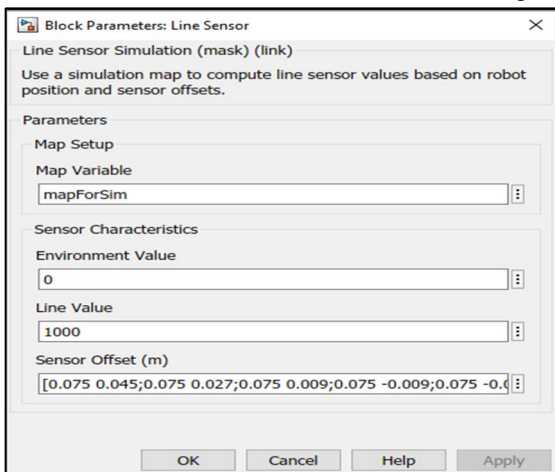 Block Parameters: Line Sensor
Line Sensor Simulation (mask) (link)
Use a simulation map to compute line sensor values based on robot
position and sensor offsets.
Parameters
Map Setup
Map Variable
mapForSim
Sensor Characteristics
Environment Value
0
Line Value
1000
Sensor Offset (m)
[0.075 0.045;0.075 0.027;0.075 0.009;0.075 -0.009;0.075 -0.0
OK Cancel Help Apply